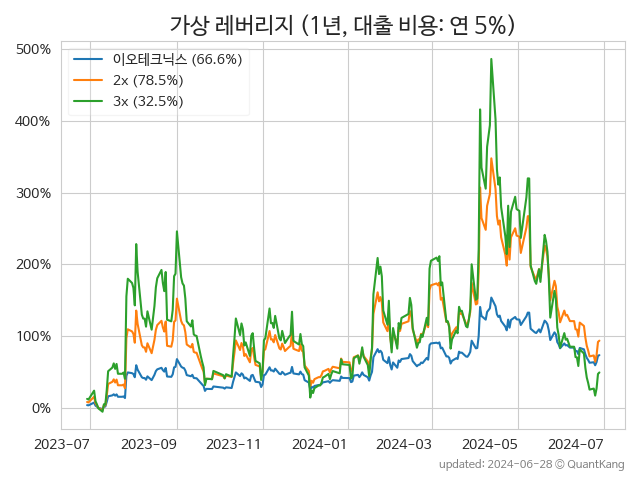 가상 레버리지 (1년, 대출 비용: 연 5%)
500%
400%
300%
200%
100%
0%
이오테크닉스 (66.6%)
2x (78.5%)
3x (32.5%)
2023-07
2023-09
2023-11
2024-01
2024-03
2024-05
2024-07
updated: 2024-06-28 © QuantKang